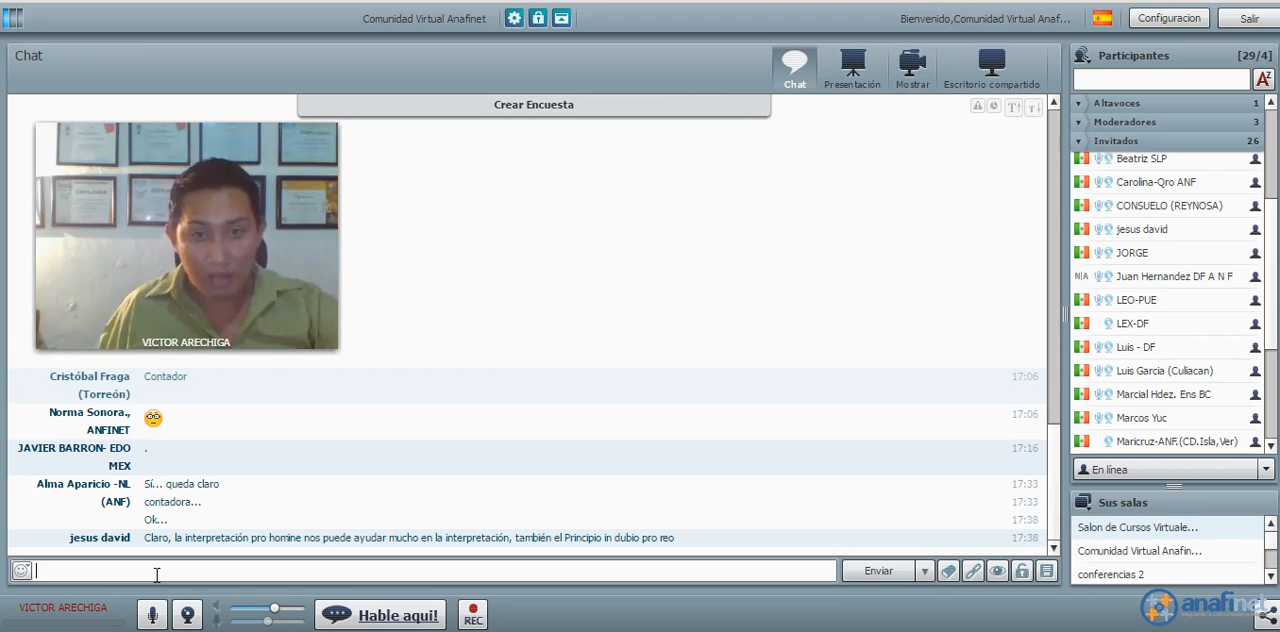 Comunidad Virtual Anafinet
Bienvenido,Comunidad Virtual Anaf...
Configuracion
Salir
Chat
Chat
Presentación
Mostrar
Escritorio compartido
Participantes
[29/4]
Crear Encuesta
Altavoces 1
Moderadores 3
Invitados 26
Beatriz SLP
Carolina-Qro ANF
CONSUELO (REYNOSA)
jesus david
JORGE
N/A Juan Hernandez DF A N F
LEO-PUE
LEX-DF
Luis - DF
Luis Garcia (Culiacan)
Marcial Hdez. Ens BC
Marcos Yuc
Maricruz-ANF.(CD.Isla,Ver)
VICTOR ARECHIGA
Cristóbal Fraga Contador 17:06
(Torreón)
Norma Sonora., 17:06
ANFINET
JAVIER BARRON- EDO . 17:16
MEX
Alma Aparicio -NL Sí... queda claro 17:33
(ANF) contadora... 17:33
Ok... 17:38
jesus david Claro, la interpretación pro homine nos puede ayudar mucho en la interpretación, también el Principio in dubio pro reo 17:38
En línea
Sus salas
Salon de Cursos Virtuale...
Comunidad Virtual Anafin...
conferencias 2
Enviar
VICTOR ARECHIGA
Hable aqui!
REC
anafinet